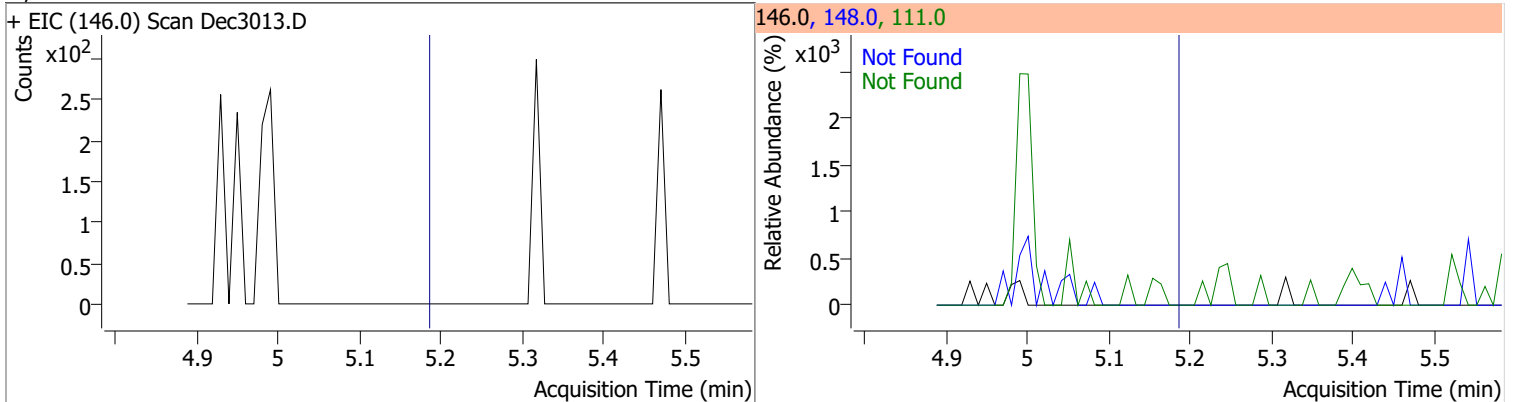 + EIC (146.0) Scan Dec3013.D
Counts
x10²
2.5
2
1.5
1
0.5
0
4.9 5 5.1 5.2 5.3 5.4 5.5
Acquisition Time (min)
146.0, 148.0, 111.0
Relative Abundance (%)
x10³
Not Found
Not Found
2
1.5
1
0.5
0
4.9 5 5.1 5.2 5.3 5.4 5.5
Acquisition Time (min)